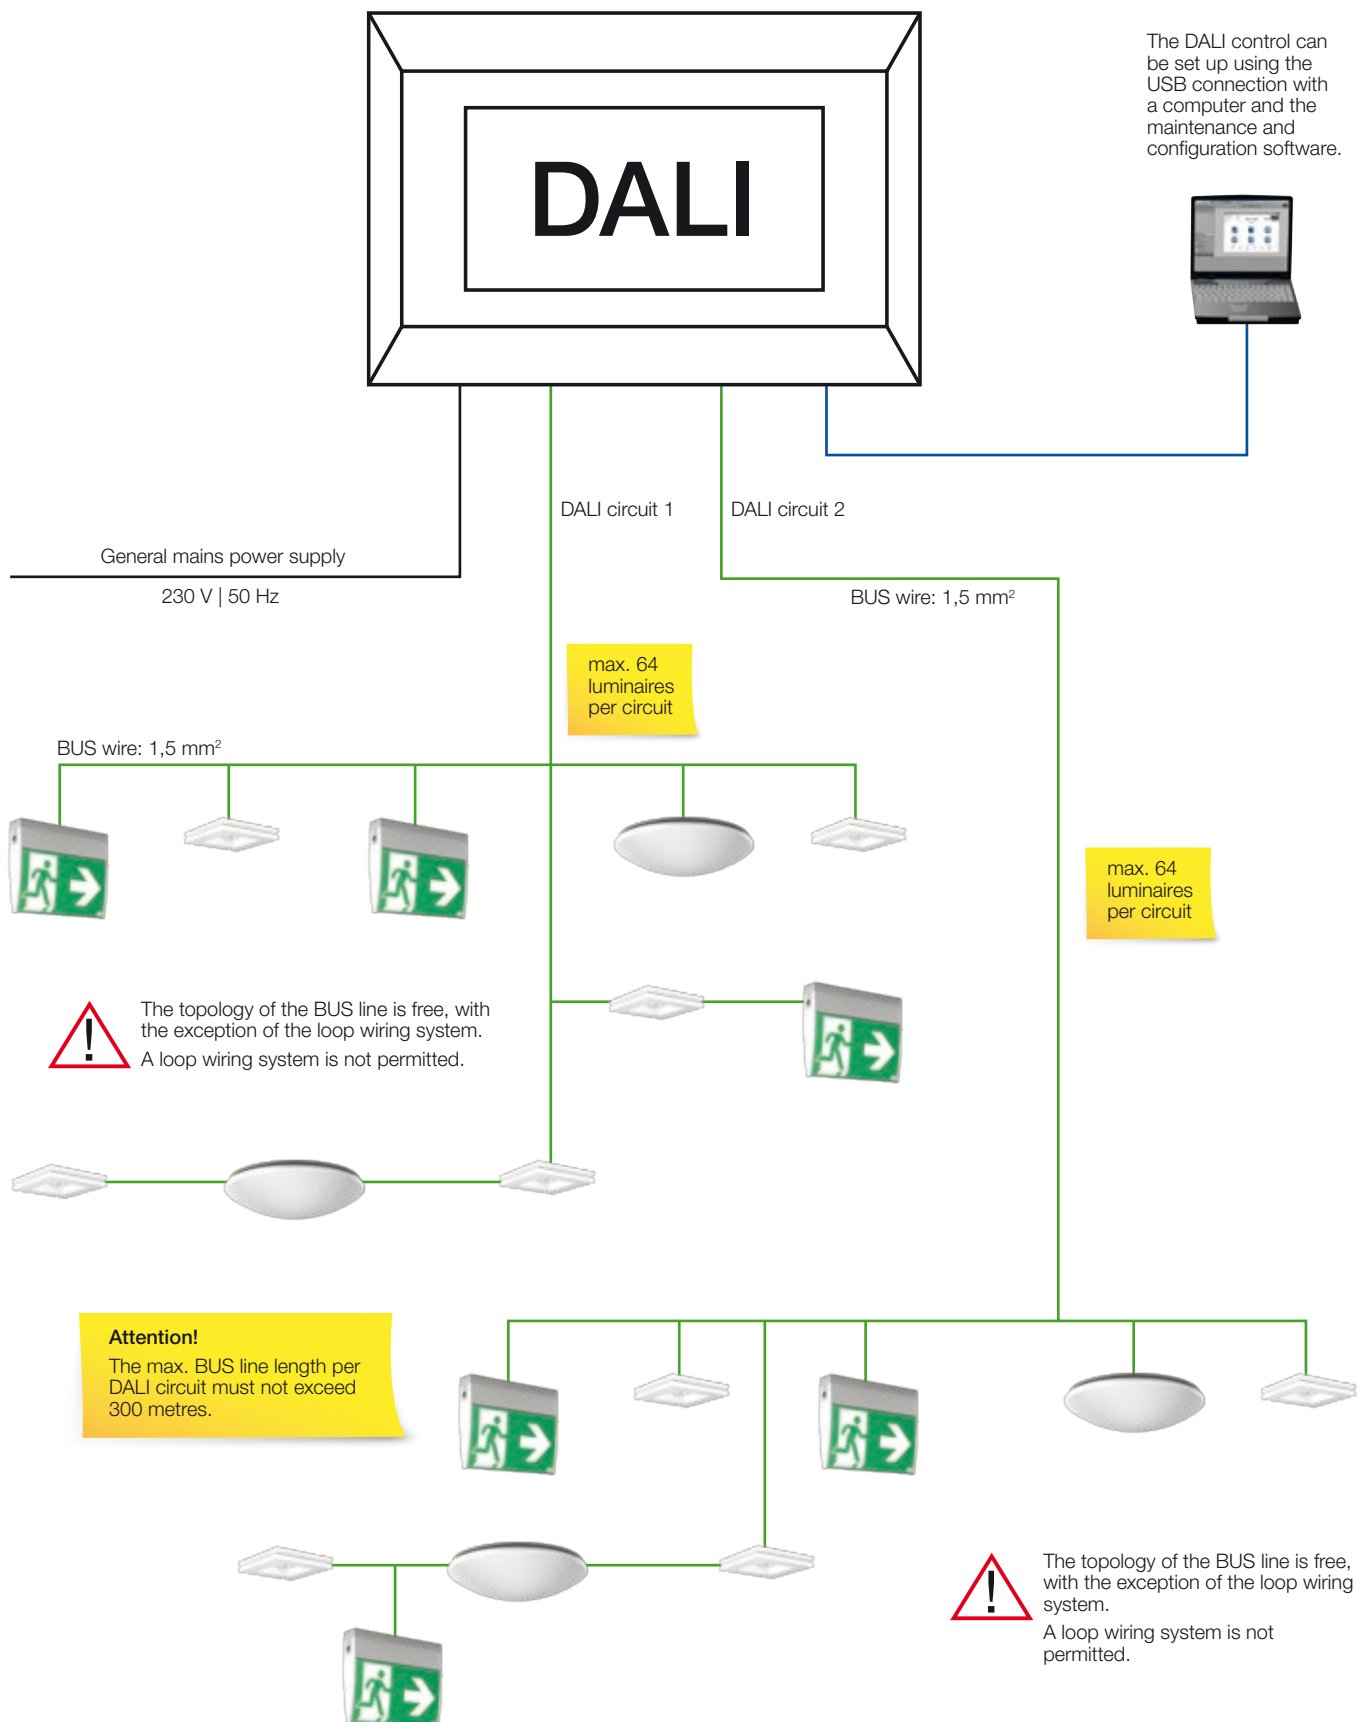 The DALI control can
be set up using the
USB connection with
a computer and the
maintenance and
configuration software.
DALI
DALI circuit 1
DALI circuit 2
General mains power supply
230 V | 50 Hz
BUS wire: 1,5 mm²
max. 64
luminaires
per circuit
BUS wire: 1,5 mm²
max. 64
luminaires
per circuit
The topology of the BUS line is free, with
the exception of the loop wiring system.
A loop wiring system is not permitted.
Attention!
The max. BUS line length per
DALI circuit must not exceed
300 metres.
The topology of the BUS line is free,
with the exception of the loop wiring
system.
A loop wiring system is not
permitted.